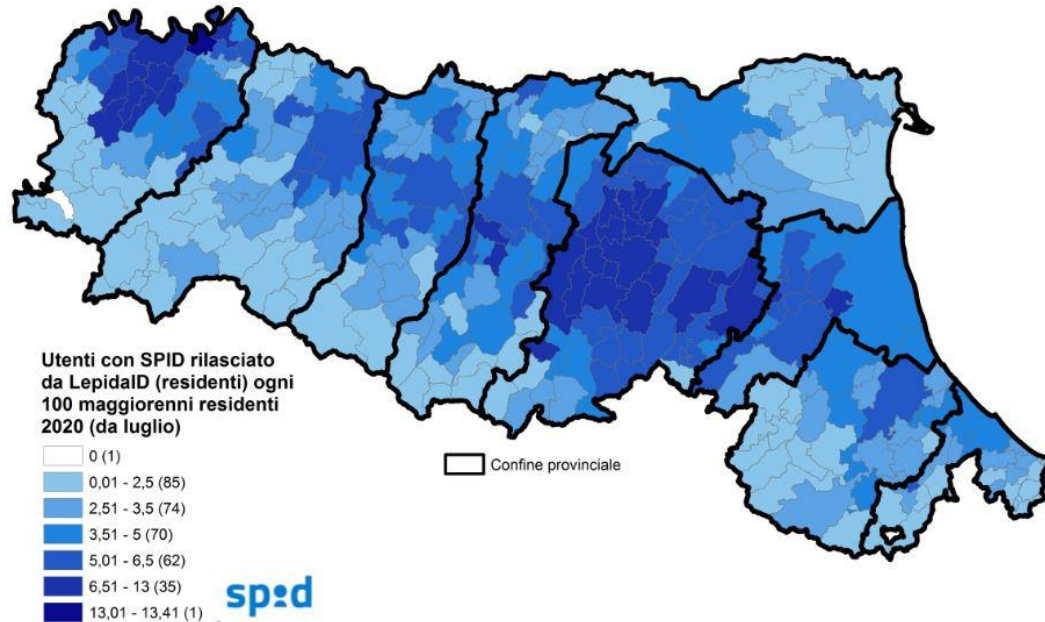 Utenti con SPID rilasciato
da LepidaID (residenti) ogni
100 maggiorenni residenti
2020 (da luglio)
0 (1)
0,01 - 2,5 (85)
2,51 - 3,5 (74)
3,51 - 5 (70)
5,01 - 6,5 (62)
6,51 - 13 (35)
13,01 - 13,41 (1)
Confine provinciale
spid